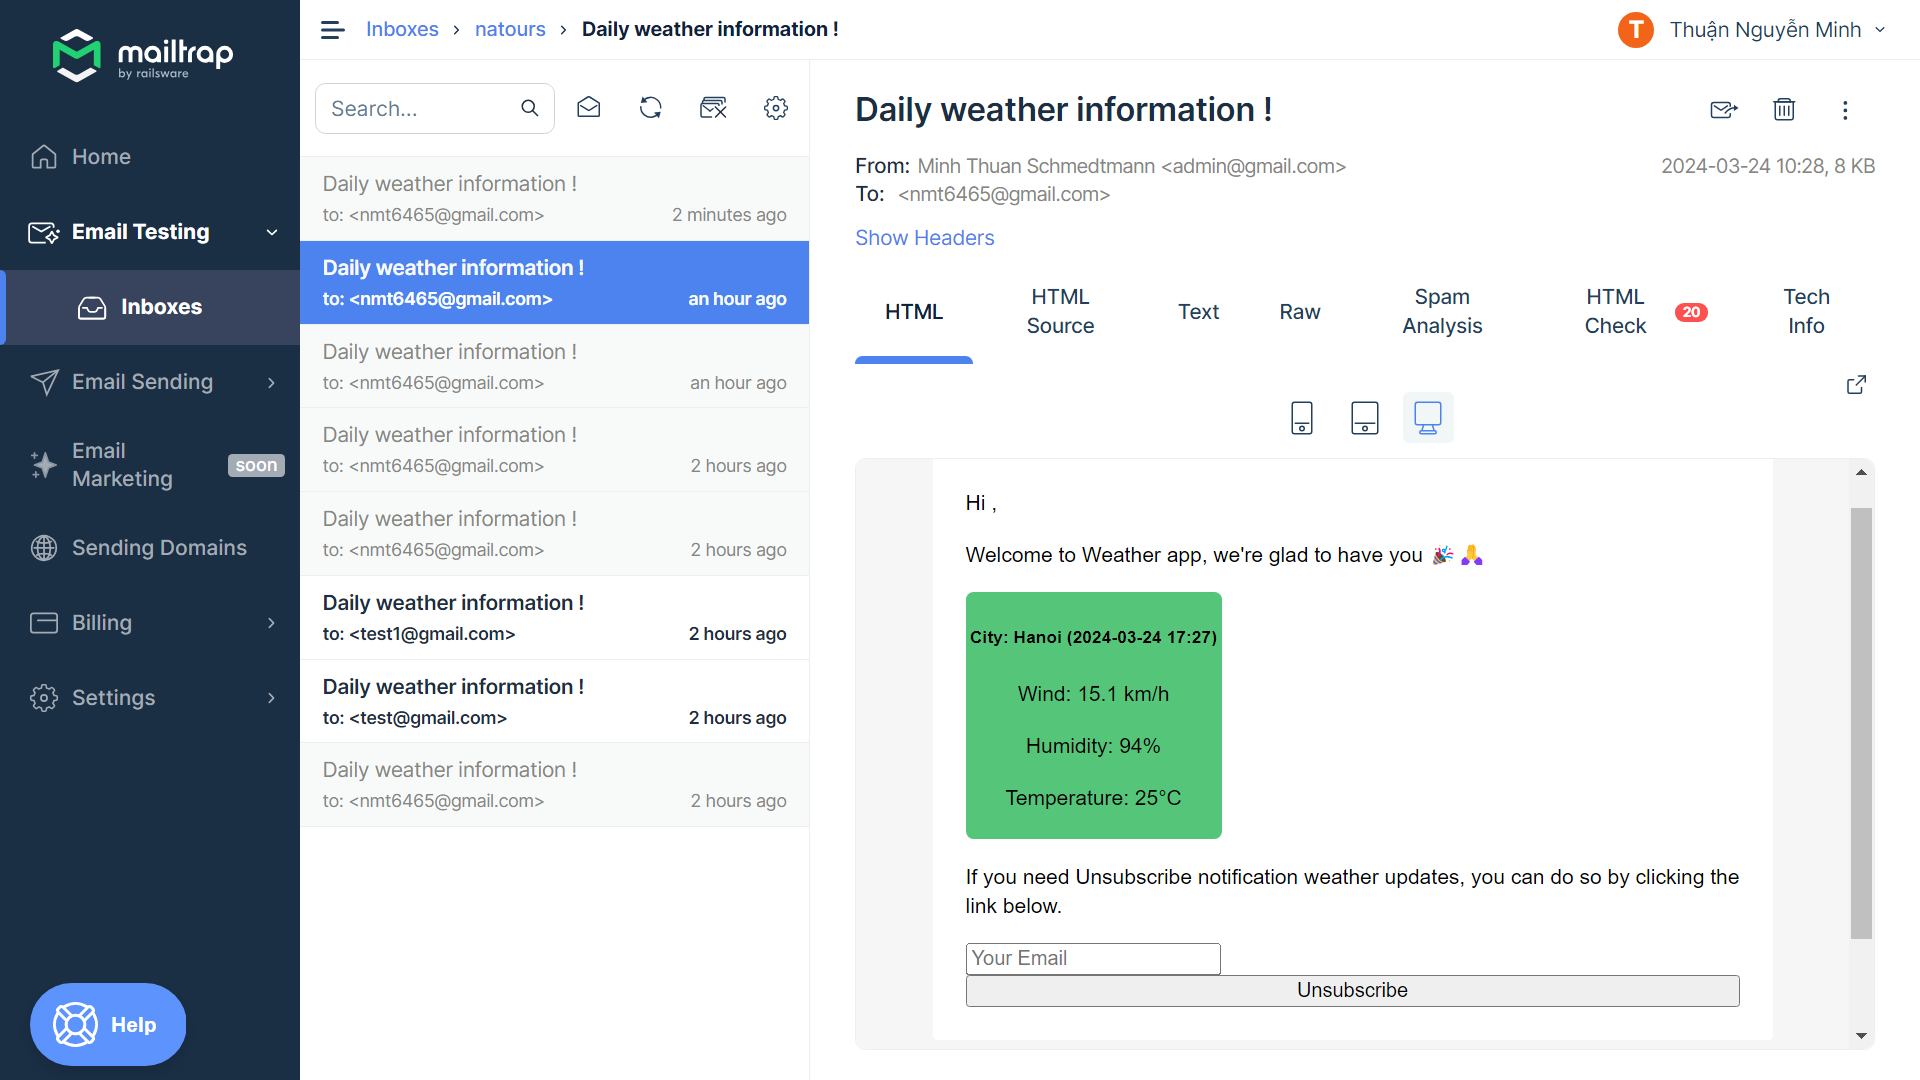 mailtrap
by railsware
Home
Email Testing
Inboxes
Email Sending
Email
Marketing
soon
Sending Domains
Billing
Settings
Help
Inboxes › natours › Daily weather information !
T Thuận Nguyễn Minh
Search...
Daily weather information !
to: <nmt6465@gmail.com> 2 minutes ago
Daily weather information !
to: <nmt6465@gmail.com> an hour ago
Daily weather information !
to: <nmt6465@gmail.com> an hour ago
Daily weather information !
to: <nmt6465@gmail.com> 2 hours ago
Daily weather information !
to: <nmt6465@gmail.com> 2 hours ago
Daily weather information !
to: <test1@gmail.com> 2 hours ago
Daily weather information !
to: <test@gmail.com> 2 hours ago
Daily weather information !
to: <nmt6465@gmail.com> 2 hours ago
Daily weather information !
From: Minh Thuan Schmedtmann <admin@gmail.com> 2024-03-24 10:28, 8 KB
To: <nmt6465@gmail.com>
Show Headers
HTML
HTML
Source
Text
Raw
Spam
Analysis
HTML
Check
20
Tech
Info
Hi ,
Welcome to Weather app, we're glad to have you 🎉 🙏
City: Hanoi (2024-03-24 17:27)
Wind: 15.1 km/h
Humidity: 94%
Temperature: 25°C
If you need Unsubscribe notification weather updates, you can do so by clicking the
link below.
Your Email
Unsubscribe